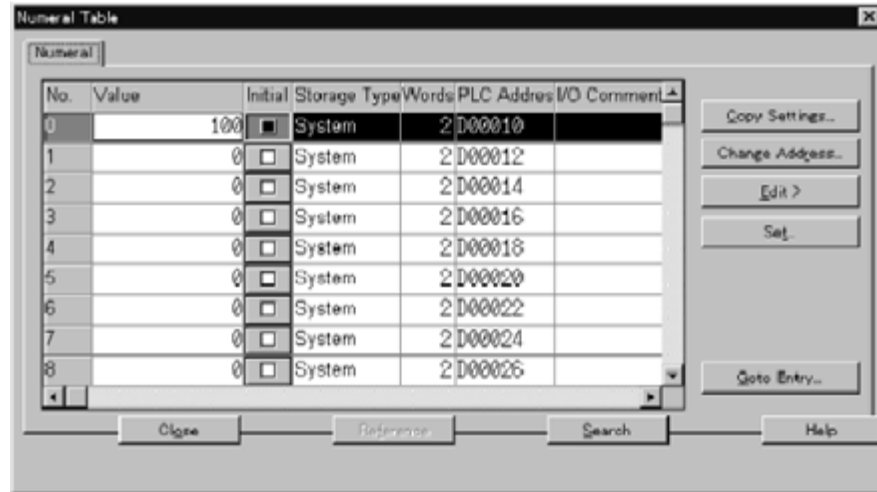 Numeral Table
Numeral
No. Value Initial Storage Type Words PLC Addres I/O Comment
0 100 System 2 D00010
1 0 System 2 D00012
2 0 System 2 D00014
3 0 System 2 D00016
4 0 System 2 D00018
5 0 System 2 D00020
6 0 System 2 D00022
7 0 System 2 D00024
8 0 System 2 D00026
Copy Settings...
Change Address...
Edit >
Set...
Goto Entry...
Close Reference Search Help